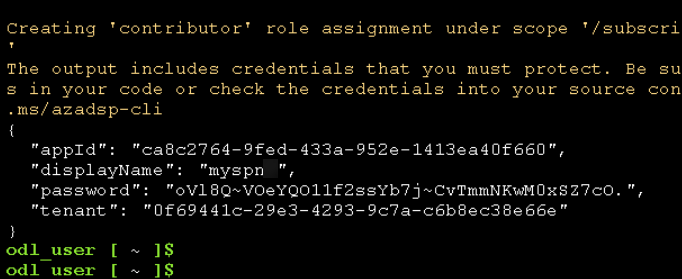 Creating 'contributor' role assignment under scope '/subscri
'
The output includes credentials that you must protect. Be su
s in your code or check the credentials into your source con
.ms/azadsp-cli
{
  "appId": "ca8c2764-9fed-433a-952e-1413ea40f660",
  "displayName": "myspn ",
  "password": "oVl8Q~VOeYQO11f2ssYb7j~CvTmmNKwM0xSZ7cO.",
  "tenant": "0f69441c-29e3-4293-9c7a-c6b8ec38e66e"
}
odl_user [ ~ ]$
odl_user [ ~ ]$